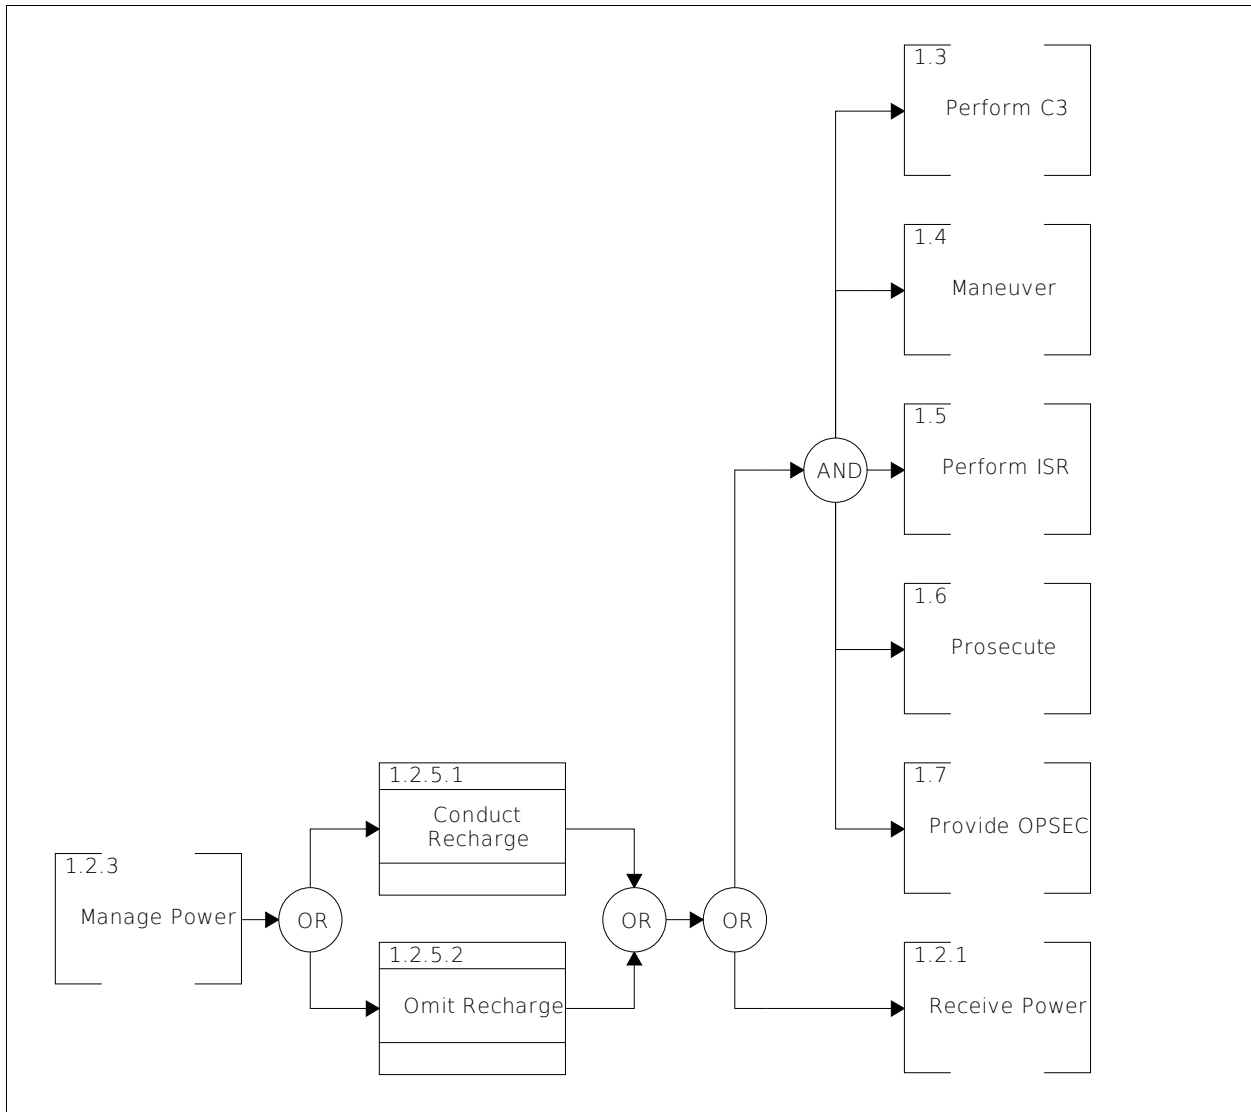 1.3
Perform C3
1.4
Maneuver
1.5
AND
Perform ISR
1.6
Prosecute
1.2.5.1
Conduct
Recharge
1.7
Provide OPSEC
1.2.3
Manage Power
OR
OR
OR
1.2.5.2
Omit Recharge
1.2.1
Receive Power